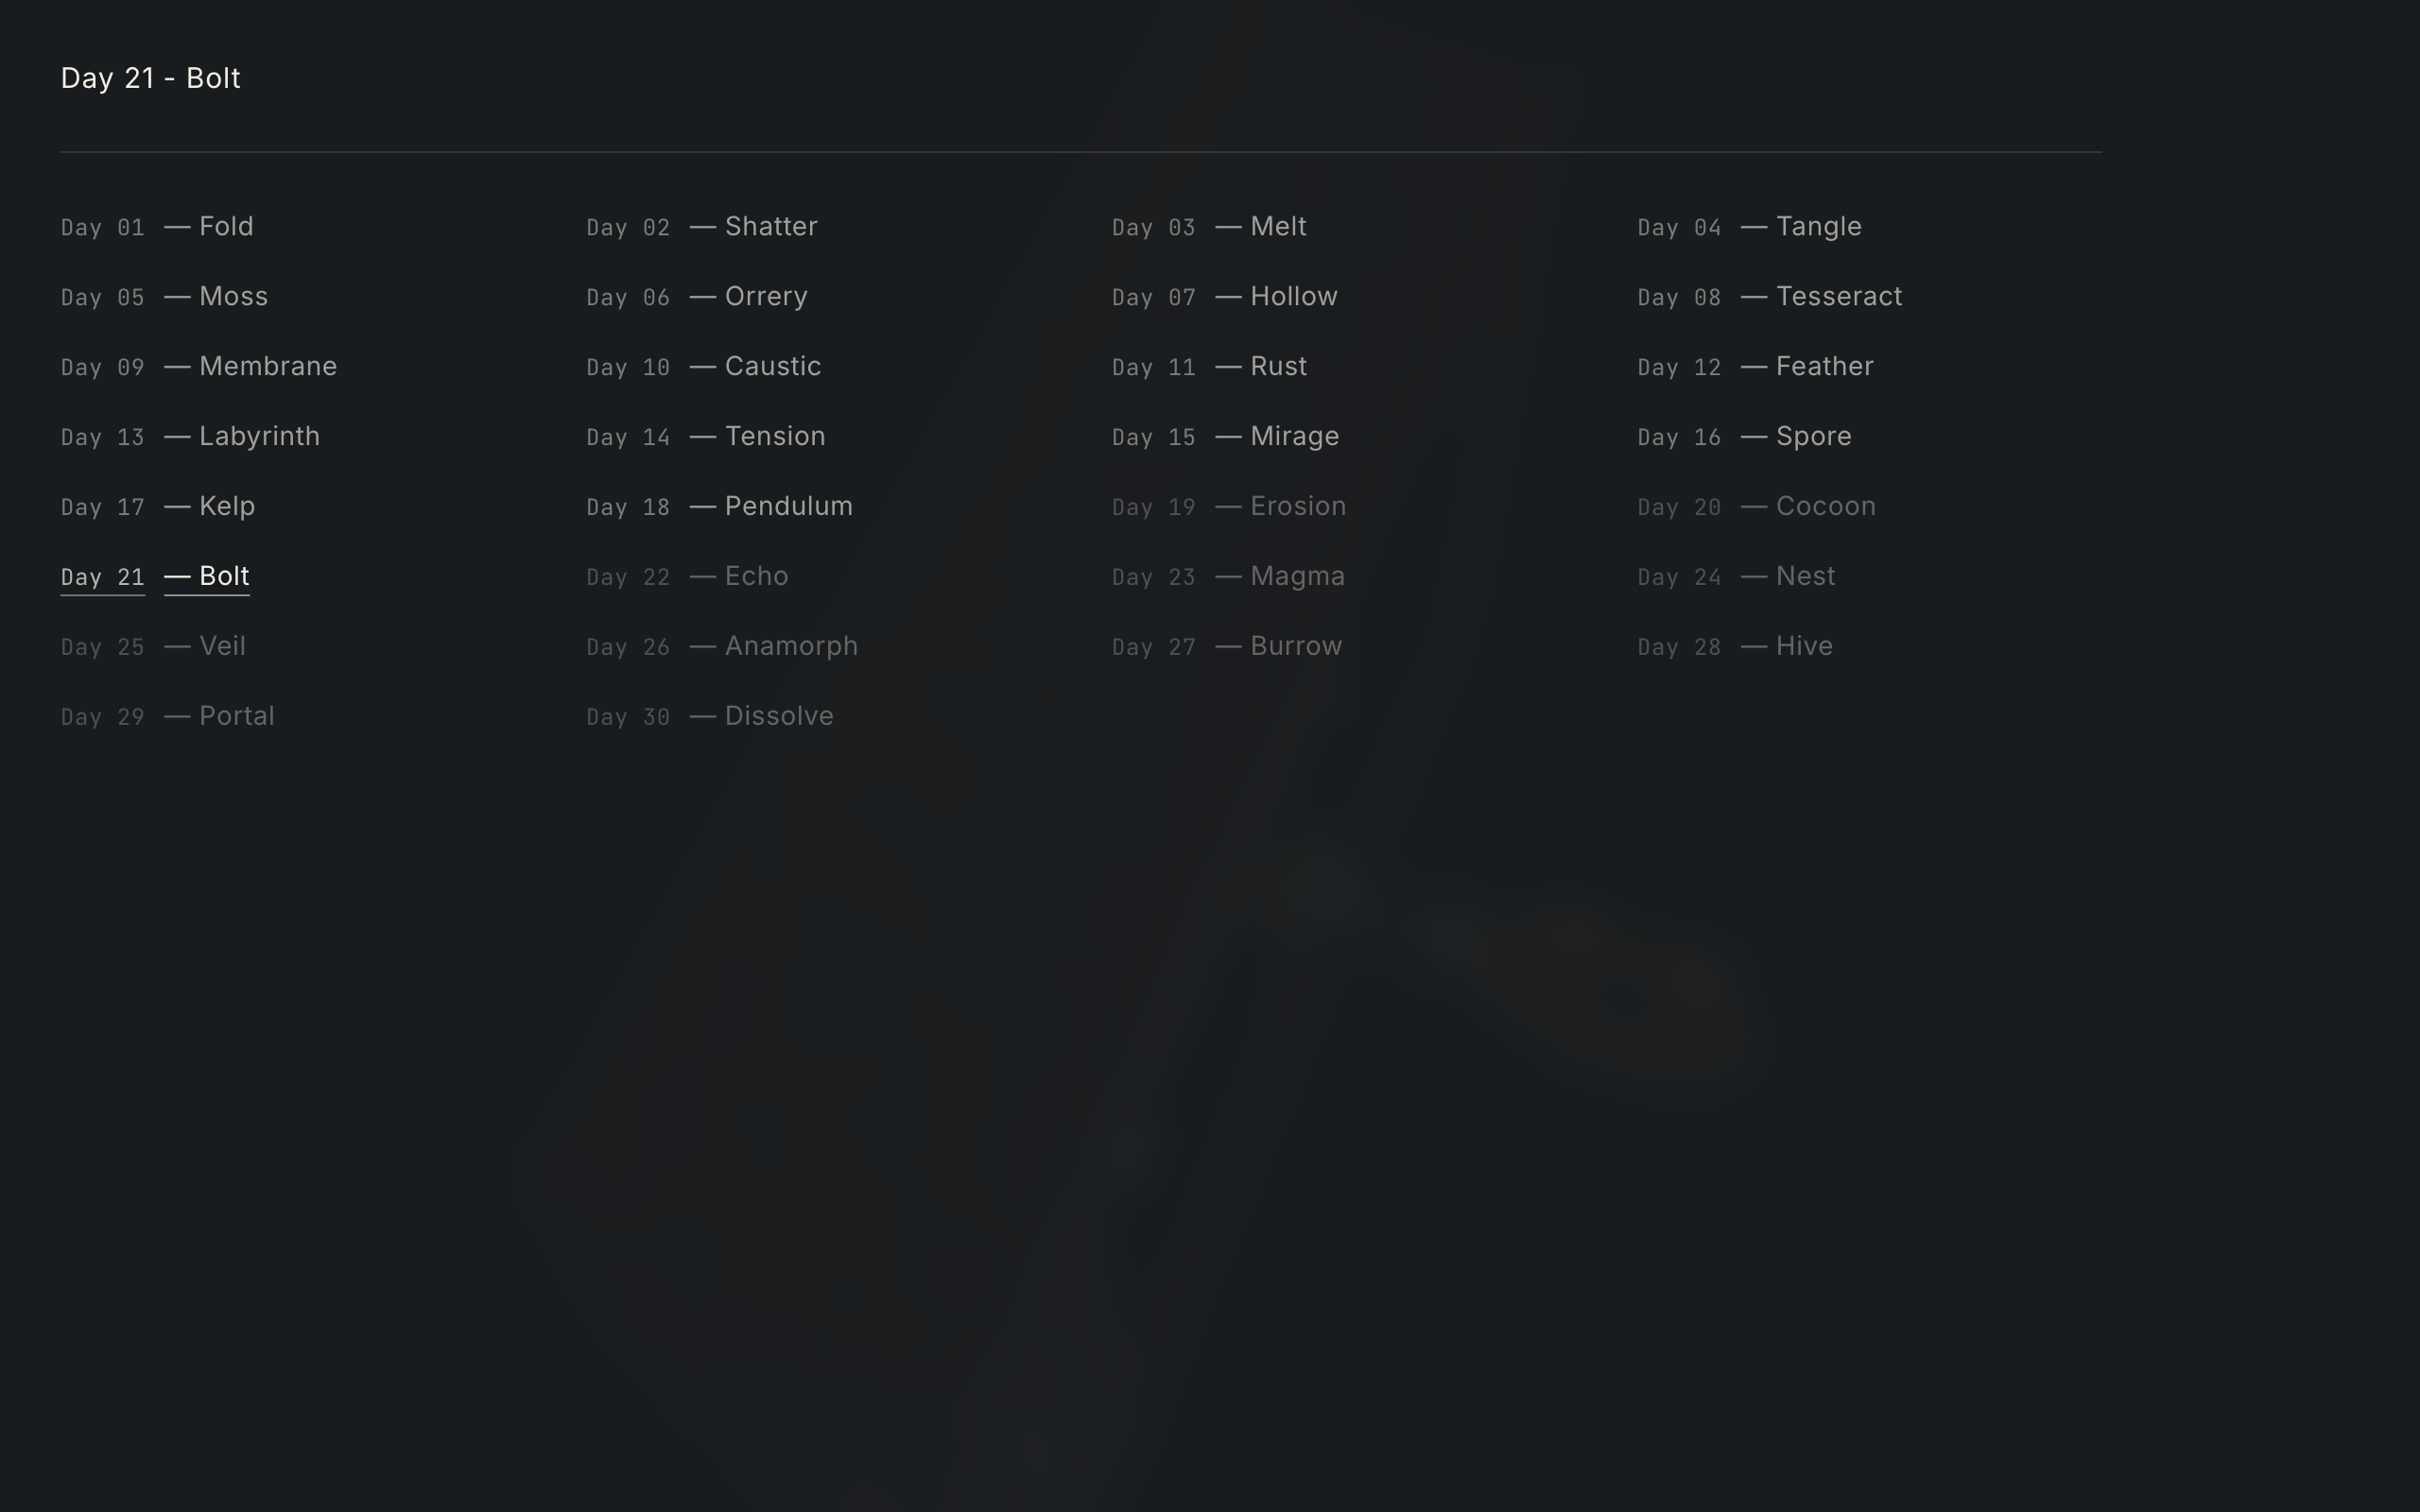 Day 21 - Bolt
Day 01 — Fold Day 02 — Shatter Day 03 — Melt Day 04 — Tangle
Day 05 — Moss Day 06 — Orrery Day 07 — Hollow Day 08 — Tesseract
Day 09 — Membrane Day 10 — Caustic Day 11 — Rust Day 12 — Feather
Day 13 — Labyrinth Day 14 — Tension Day 15 — Mirage Day 16 — Spore
Day 17 — Kelp Day 18 — Pendulum Day 19 — Erosion Day 20 — Cocoon
Day 21 — Bolt Day 22 — Echo Day 23 — Magma Day 24 — Nest
Day 25 — Veil Day 26 — Anamorph Day 27 — Burrow Day 28 — Hive
Day 29 — Portal Day 30 — Dissolve